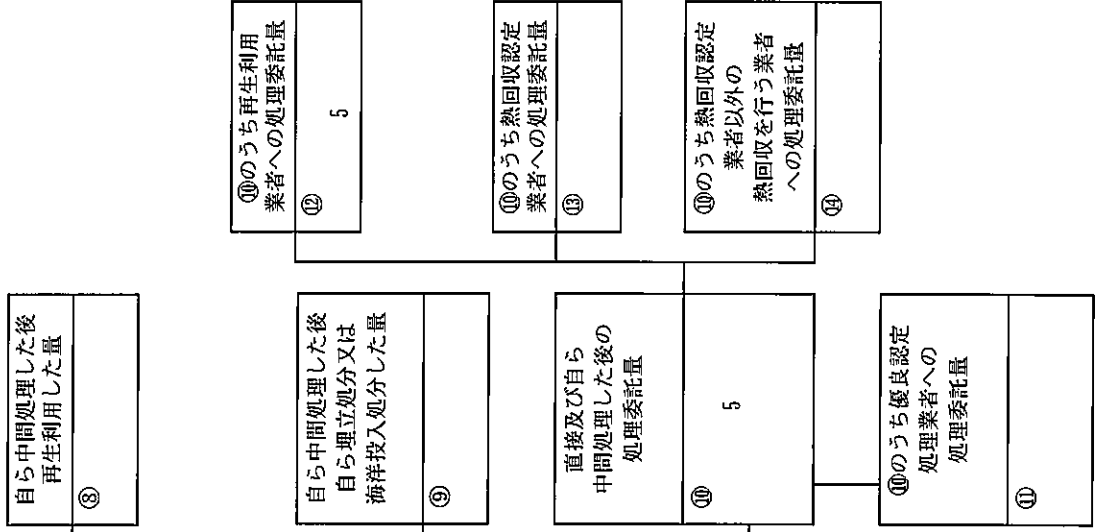 自ら中間処理した後
再生利用した量
⑧
自ら中間処理した後
自ら埋立処分又は
海洋投入処分した量
⑨
直接及び自ら
中間処理した後の
処理委託量
⑩
5
⑩のうち優良認定
処理業者への
処理委託量
⑪
⑩のうち再生利用
業者への処理委託量
⑫
5
⑩のうち熱回収認定
業者への処理委託量
⑬
⑩のうち熱回収認定
業者以外の
熱回収を行う業者
への処理委託量
⑭